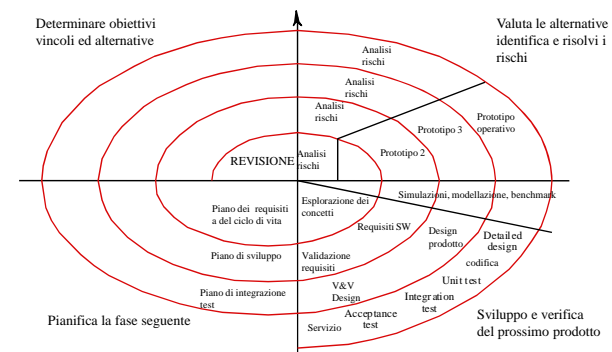 Determinare obiettivi
vincoli ed alternative
Valuta le alternative
identifica e risolvi i
rischi
Analisi
rischi
Analisi
rischi
Analisi
rischi
Prototipo
operativo
Prototipo 3
Prototipo 2
REVISIONE
Analisi
rischi
Simulazioni, modellazione, benchmark
Piano dei requisiti
a del ciclo di vita
Esplorazione dei
concetti
Requisiti SW
Design
prodotto
Detailed
design
Piano di sviluppo
Validazione
requisiti
codifica
Unit test
Piano di integrazione
test
V&V
Design
Integration
test
Acceptance
test
Servizio
Pianifica la fase seguente
Sviluppo e verifica
del prossimo prodotto